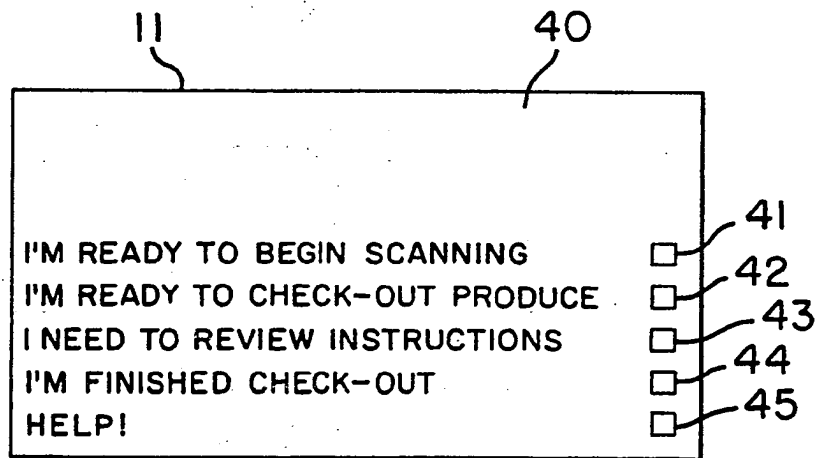 11 40
I'M READY TO BEGIN SCANNING 41
I'M READY TO CHECK-OUT PRODUCE 42
I NEED TO REVIEW INSTRUCTIONS 43
I'M FINISHED CHECK-OUT 44
HELP! 45